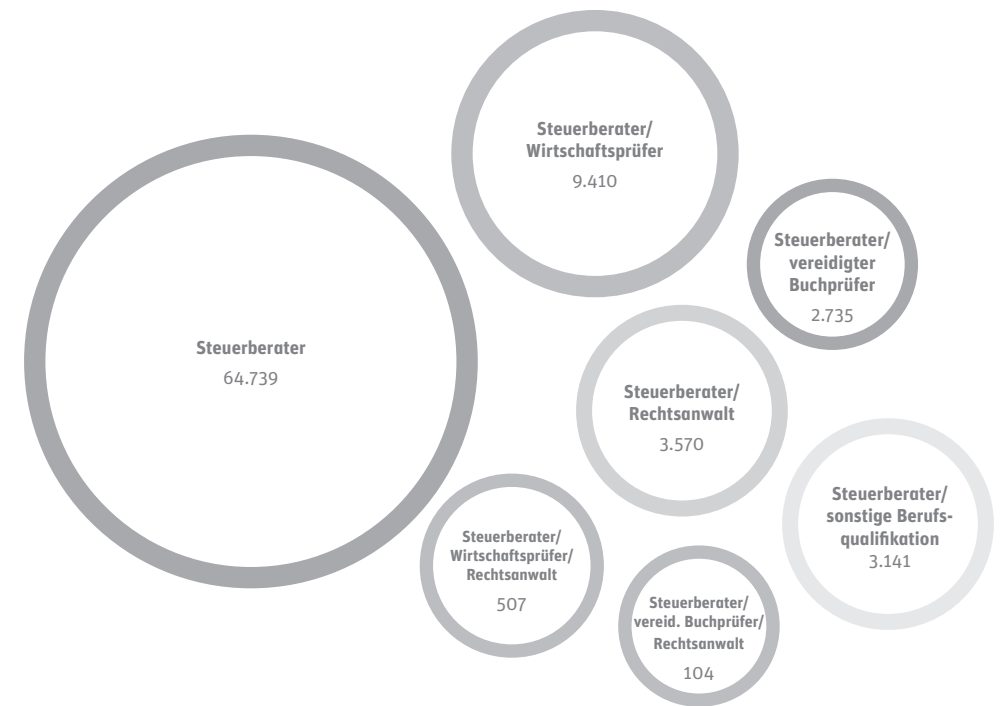 Steuerberater/
Wirtschaftsprüfer
9.410
Steuerberater/
vereidigter
Buchprüfer
2.735
Steuerberater
64.739
Steuerberater/
Rechtsanwalt
3.570
Steuerberater/
sonstige Berufs-
qualifikation
3.141
Steuerberater/
Wirtschaftsprüfer/
Rechtsanwalt
507
Steuerberater/
vereid. Buchprüfer/
Rechtsanwalt
104